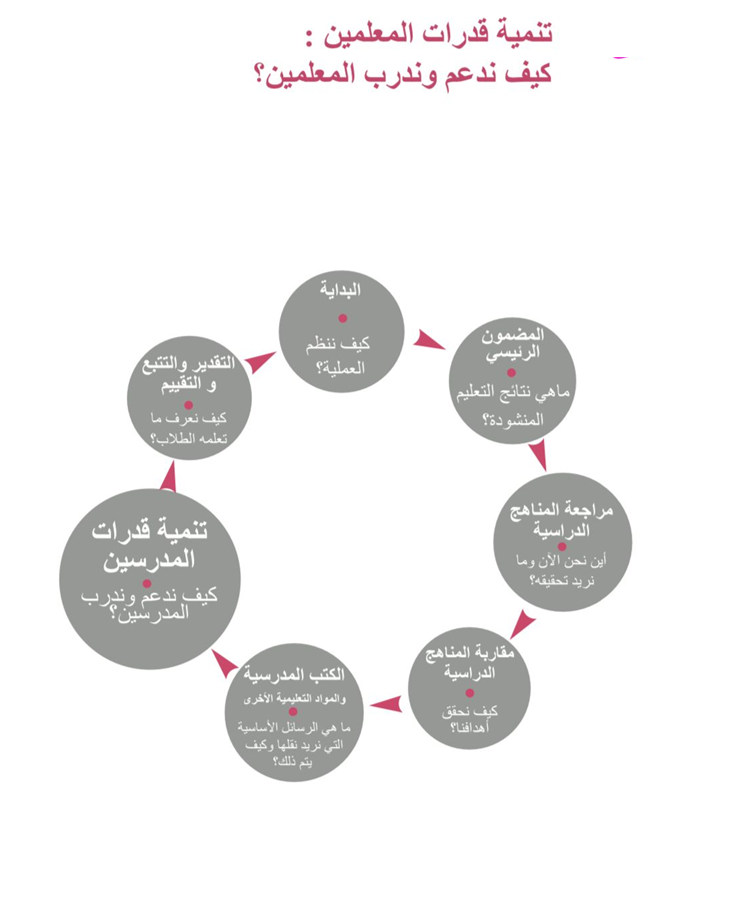 تنمية قدرات المعلمين :
كيف ندعم وندرب المعلمين؟
البداية
كيف ننظم
العملية؟
المضمون
الرئيسي
ماهي نتائج التعليم
المنشودة؟
مراجعة المناهج
الدراسية
أين نحن الآن وما
نريد تحقيقه؟
مقاربة المناهج
الدراسية
كيف نحقق
أهدافنا؟
الكتب المدرسية
والمواد التعليمية الأخرى
ما هي الرسائل الأساسية
التي نريد نقلها وكيف
يتم ذلك؟
تنمية قدرات
المدرسين
كيف ندعم وندرب
المدرسين؟
التقدير والتتبع
و التقييم
كيف نعرف ما
تعلمه الطلاب؟